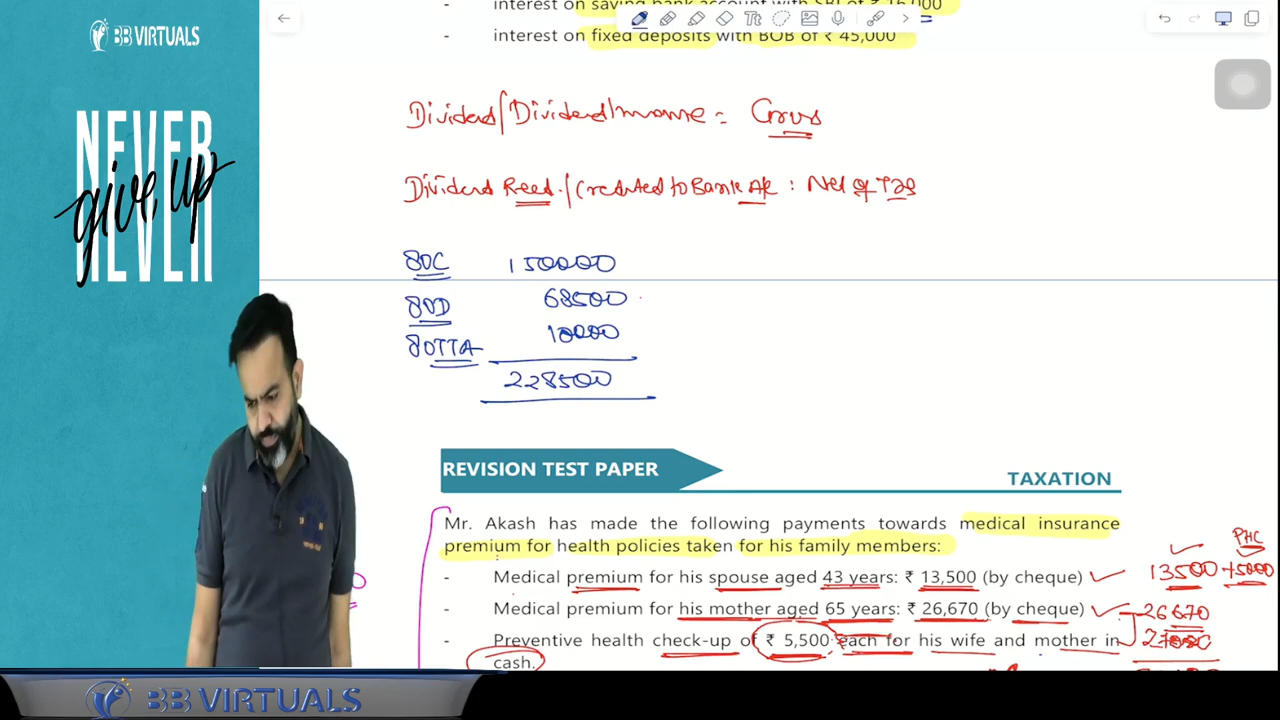 BB VIRTUALS
NEVER
give up
NEVER
- interest on saving bank account with SBI of ₹ 16,000
- interest on fixed deposits with BOB of ₹ 45,000
Dividend/Dividend Income = Gross
Dividend Recd./Credited to Bank A/c : Net of TDS
80C 150000
80D 68500
80TTA 10000
228500
REVISION TEST PAPER
TAXATION
Mr. Akash has made the following payments towards medical insurance
premium for health policies taken for his family members:
- Medical premium for his spouse aged 43 years: ₹ 13,500 (by cheque) 13500 + 5000
PHC
- Medical premium for his mother aged 65 years: ₹ 26,670 (by cheque) 26670
- Preventive health check-up of ₹ 5,500 each for his wife and mother in
cash.
BB VIRTUALS